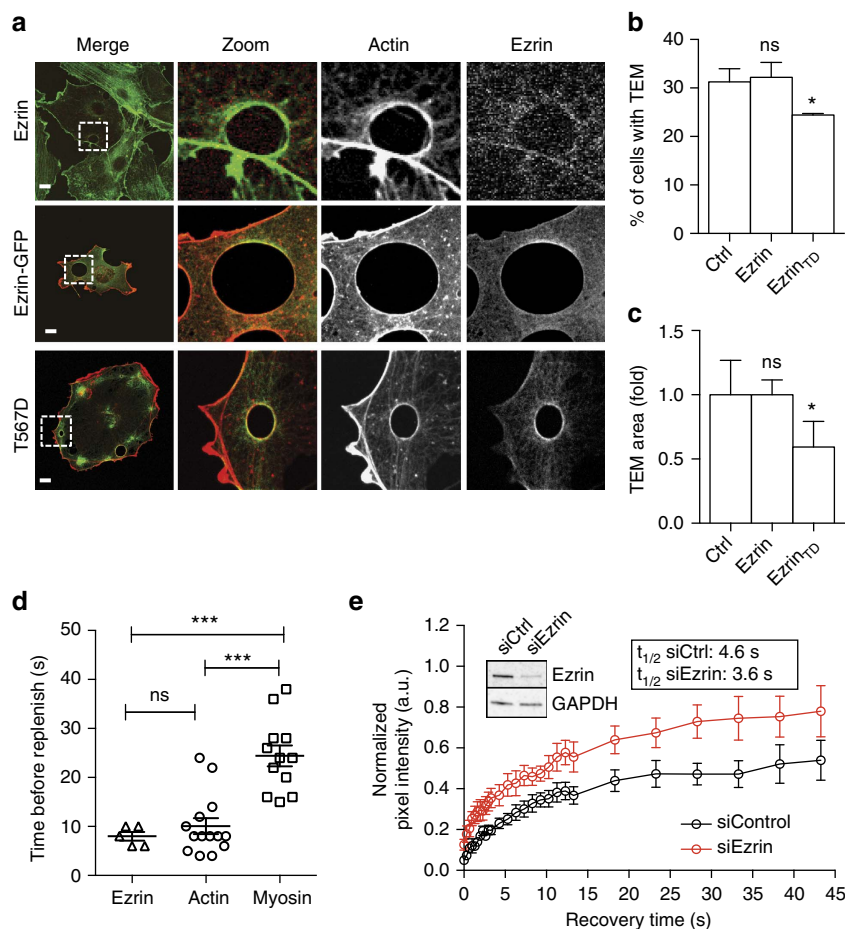 a
Merge Zoom Actin Ezrin
Ezrin
Ezrin-GFP
T567D
b
% of cells with TEM
40
30
20
10
0
ns
*
Ctrl
Ezrin
EzrinTD
c
TEM area (fold)
1.5
1.0
0.5
0.0
ns
*
Ctrl
Ezrin
EzrinTD
d
Time before replenish (s)
50
40
30
20
10
0
***
***
ns
Ezrin Actin Myosin
e
Normalized
pixel intensity (a.u.)
1.2
1.0
0.8
0.6
0.4
0.2
0.0
siCtrl
siEzrin
Ezrin
GAPDH
t1/2 siCtrl: 4.6 s
t1/2 siEzrin: 3.6 s
siControl
siEzrin
0 5 10 15 20 25 30 35 40 45
Recovery time (s)